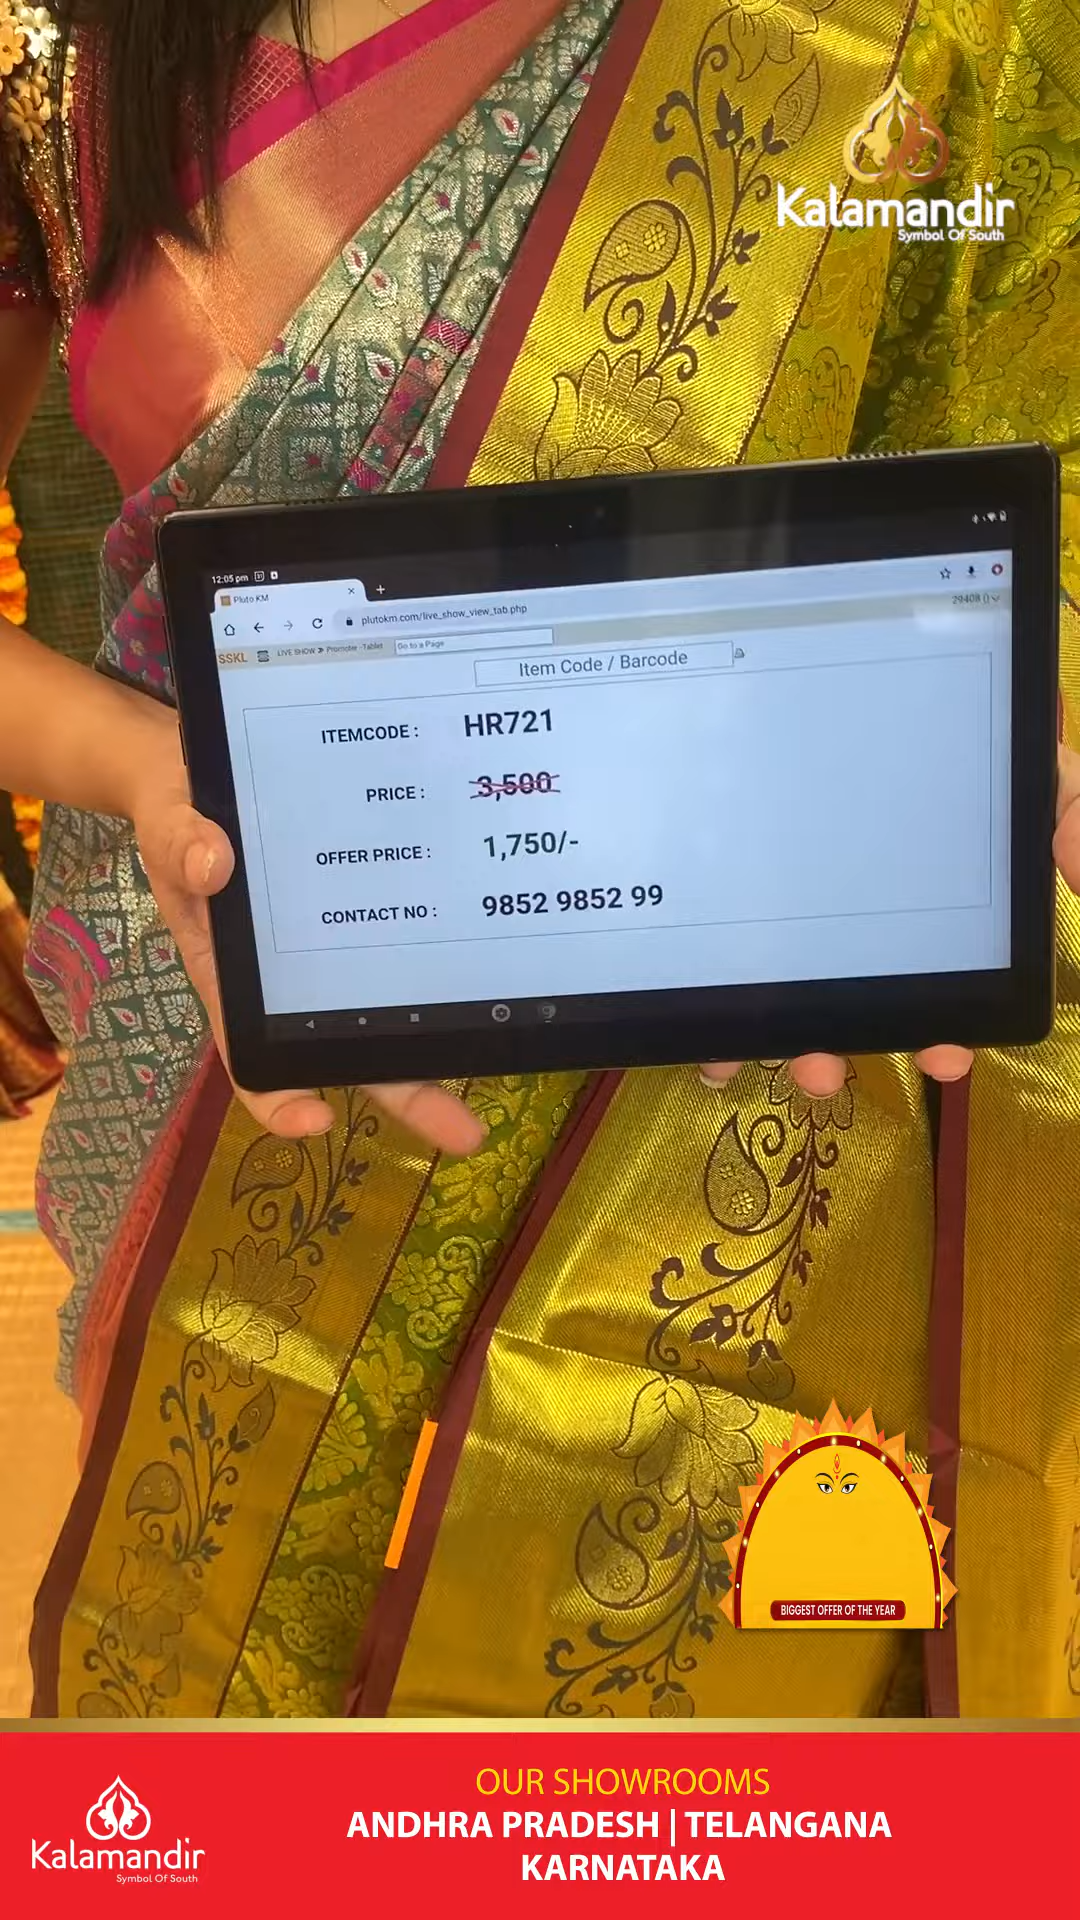 Kalamandir
Symbol Of South
12:05 pm
Pluto KM
plutokm.com/live_show_view_tab.php
29408 ()
SSKL
LIVE SHOW » Promoter - Tablet
Go to a Page
Item Code / Barcode
ITEMCODE : HR721
PRICE : 3,500
OFFER PRICE : 1,750/-
CONTACT NO : 9852 9852 99
BIGGEST OFFER OF THE YEAR
OUR SHOWROOMS
ANDHRA PRADESH | TELANGANA
KARNATAKA
Kalamandir
Symbol Of South